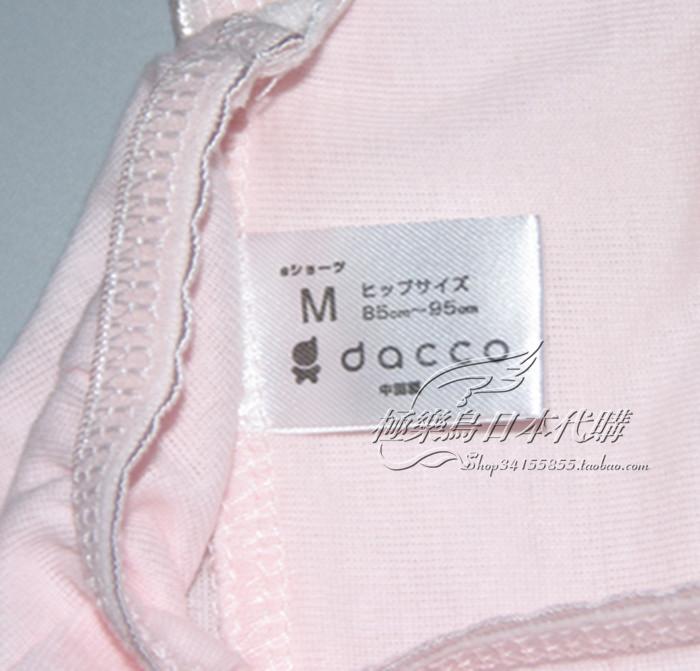 eショーツ
M ヒップサイズ
85cm~95cm
dacco
中国製
極樂鳥日本代購
Shop34155855.taobao.com